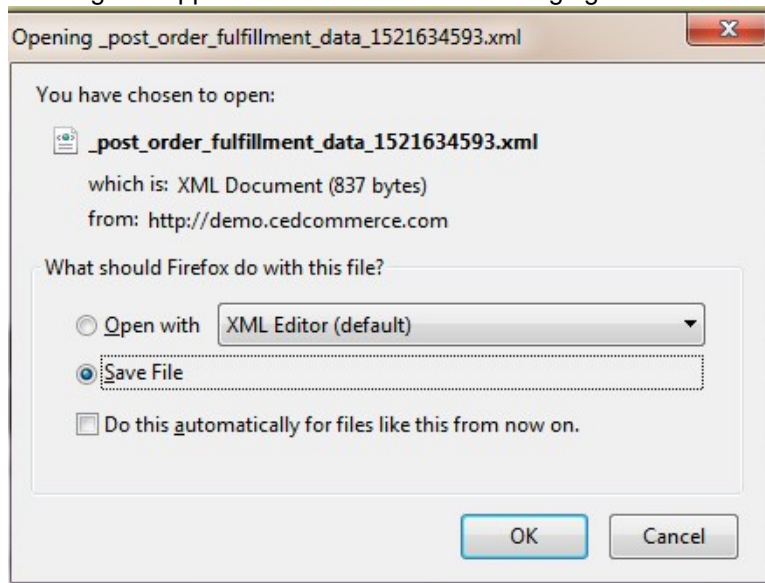 Opening _post_order_fulfillment_data_1521634593.xml
You have chosen to open:
_post_order_fulfillment_data_1521634593.xml
which is: XML Document (837 bytes)
from: http://demo.cedcommerce.com
What should Firefox do with this file?
Open with XML Editor (default)
Save File
Do this automatically for files like this from now on.
OK Cancel